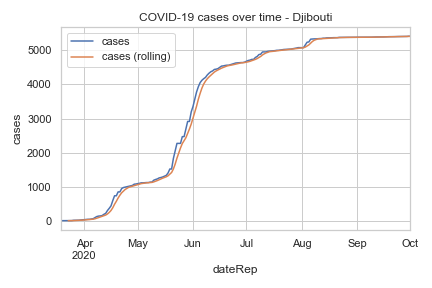 COVID-19 cases over time - Djibouti
cases
cases (rolling)
5000
4000
3000
2000
1000
0
cases
Apr May Jun Jul Aug Sep Oct
2020
dateRep